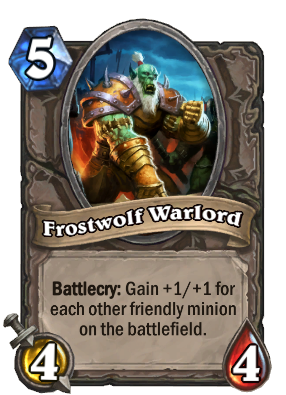 5
Frostwolf Warlord
Battlecry: Gain +1/+1 for
each other friendly minion
on the battlefield.
4 4